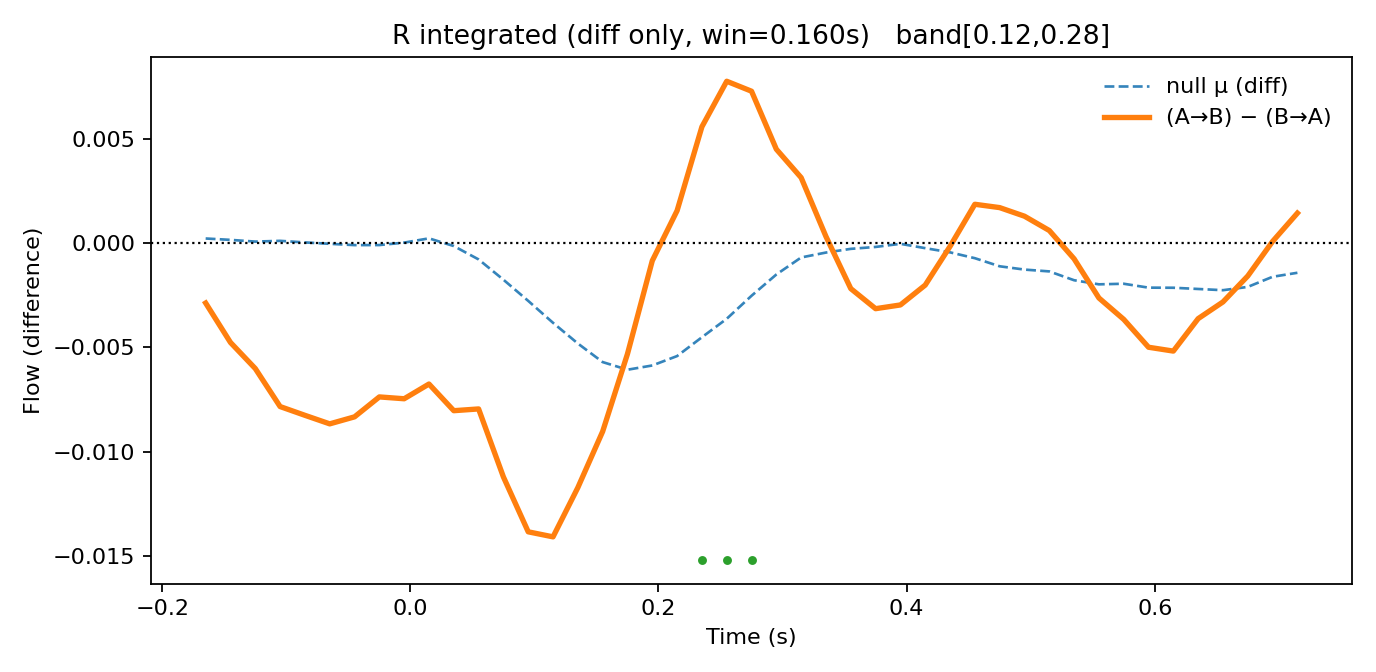 R integrated (diff only, win=0.160s)   band[0.12,0.28]
null μ (diff)
(A→B) − (B→A)
Flow (difference)
0.005
0.000
−0.005
−0.010
−0.015
−0.2
0.0
0.2
0.4
0.6
Time (s)